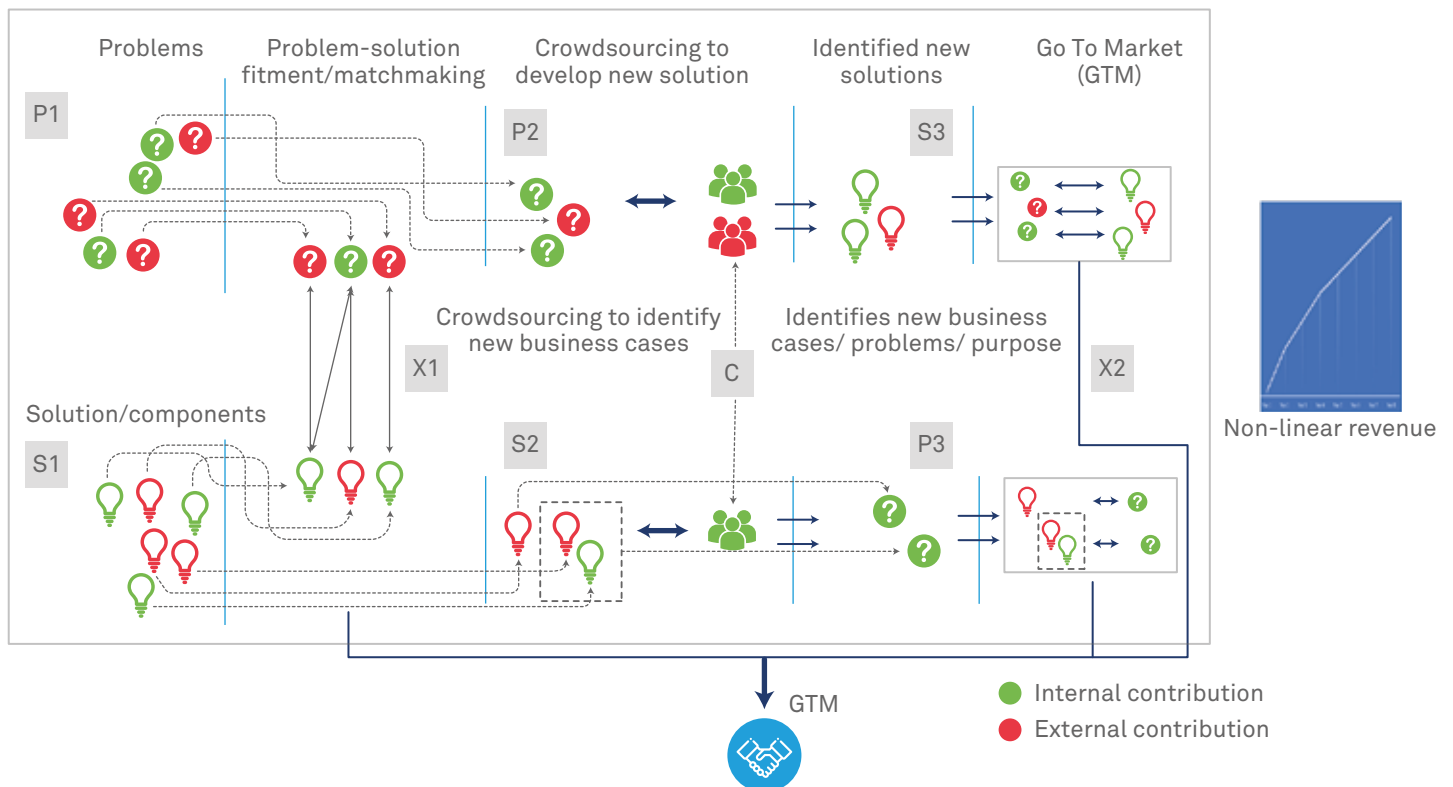 Problems
Problem-solution
fitment/matchmaking
Crowdsourcing to
develop new solution
Identified new
solutions
Go To Market
(GTM)
P1
P2
S3
? ? ? ? ? ?
? ? ?
? ? ?
? ? ?
Crowdsourcing to identify
new business cases
Identifies new business
cases/ problems/ purpose
X1
C
X2
Non-linear revenue
Solution/components
S1
S2
P3
? ?
? ?
GTM
Internal contribution
External contribution